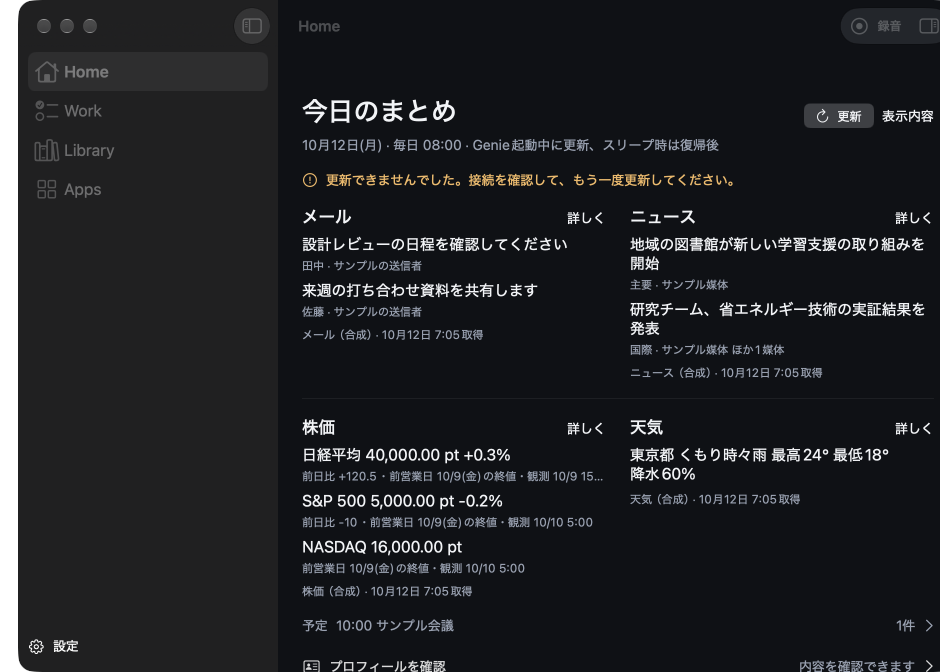 Home
録音
Home
Work
Library
Apps
設定
今日のまとめ
更新
表示内容
10月12日(月) · 毎日 08:00 · Genie起動中に更新、スリープ時は復帰後
更新できませんでした。接続を確認して、もう一度更新してください。
メール
詳しく
設計レビューの日程を確認してください
田中 · サンプルの送信者
来週の打ち合わせ資料を共有します
佐藤 · サンプルの送信者
メール（合成）· 10月12日 7:05取得
ニュース
詳しく
地域の図書館が新しい学習支援の取り組みを
開始
主要 · サンプル媒体
研究チーム、省エネルギー技術の実証結果を
発表
国際 · サンプル媒体 ほか1媒体
ニュース（合成）· 10月12日 7:05取得
株価
詳しく
日経平均 40,000.00 pt +0.3%
前日比 +120.5・前営業日 10/9(金)の終値・観測 10/9 15...
S&P 500 5,000.00 pt -0.2%
前日比 -10・前営業日 10/9(金)の終値・観測 10/10 5:00
NASDAQ 16,000.00 pt
前営業日 10/9(金)の終値・観測 10/10 5:00
株価（合成）· 10月12日 7:05取得
天気
詳しく
東京都 くもり時々雨 最高24° 最低18°
降水60%
天気（合成）· 10月12日 7:05取得
予定 10:00 サンプル会議
1件
プロフィールを確認
内容を確認できます